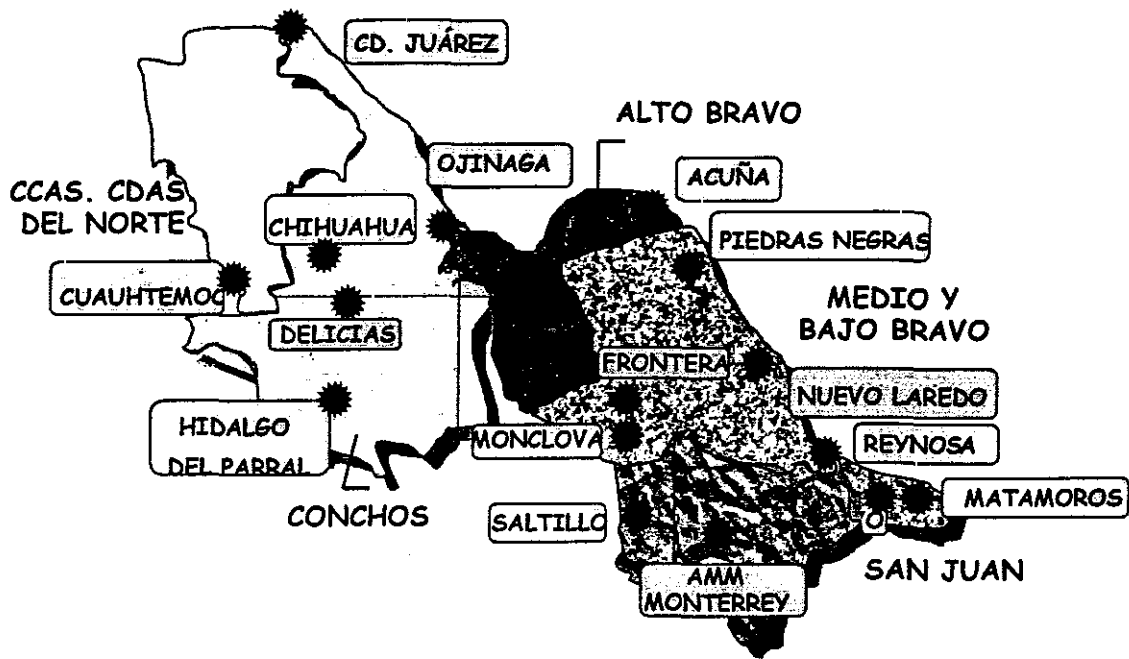 CD. JUÁREZ
ALTO BRAVO
OJINAGA
ACUÑA
CCAS. CDAS
DEL NORTE
CHIHUAHUA
PIEDRAS NEGRAS
CUAUHTEMOC
MEDIO Y
BAJO BRAVO
DELICIAS
FRONTERA
NUEVO LAREDO
HIDALGO
DEL PARRAL
MONCLOVA
REYNOSA
CONCHOS
SALTILLO
O
MATAMOROS
SAN JUAN
AMM
MONTERREY